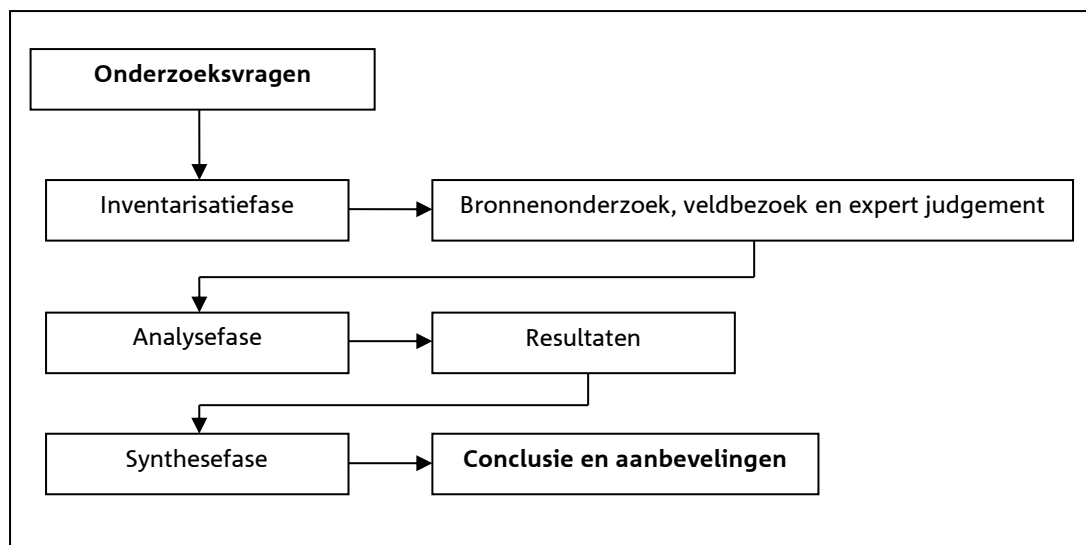 Onderzoeksvragen
Inventarisatiefase
Bronnenonderzoek, veldbezoek en expert judgement
Analysefase
Resultaten
Synthesefase
Conclusie en aanbevelingen